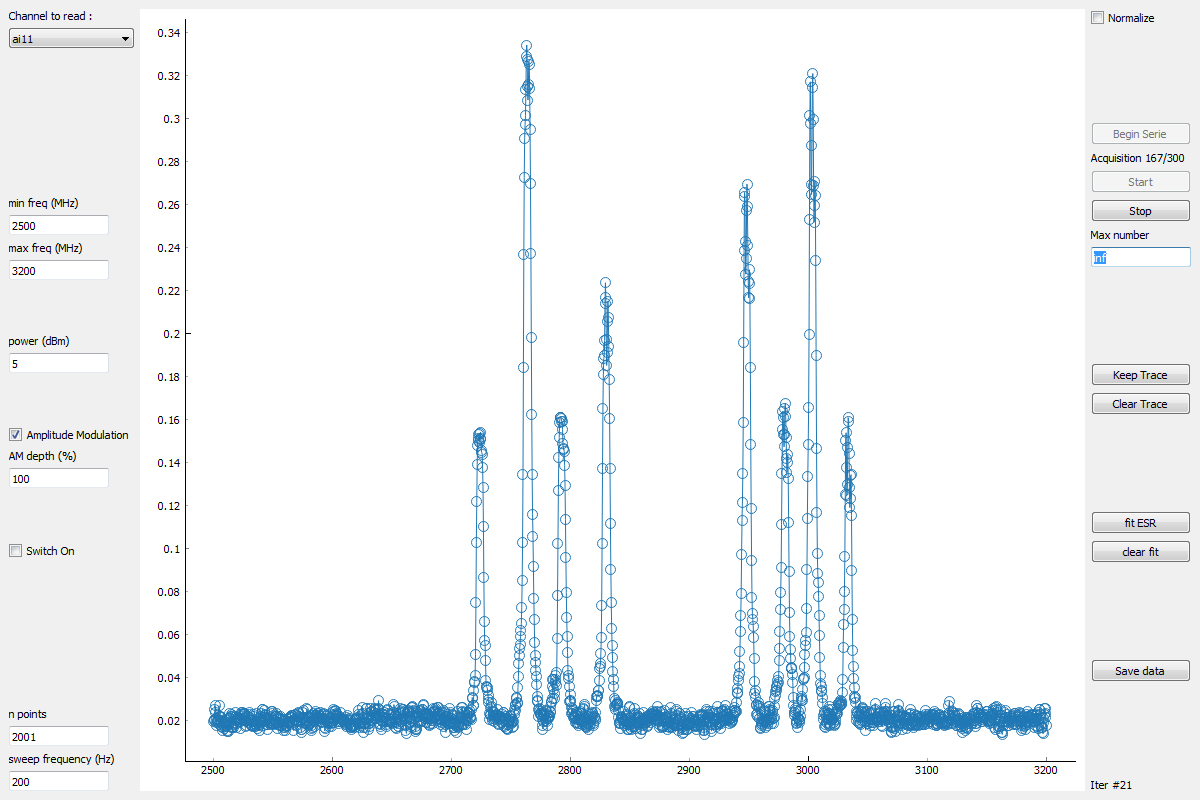 Channel to read :
ai11
min freq (MHz)
2500
max freq (MHz)
3200
power (dBm)
5
Amplitude Modulation
AM depth (%)
100
Switch On
n points
2001
sweep frequency (Hz)
200
0.34
0.32
0.3
0.28
0.26
0.24
0.22
0.2
0.18
0.16
0.14
0.12
0.1
0.08
0.06
0.04
0.02
2500 2600 2700 2800 2900 3000 3100 3200
Normalize
Begin Serie
Acquisition 167/300
Start
Stop
Max number
inf
Keep Trace
Clear Trace
fit ESR
clear fit
Save data
Iter #21